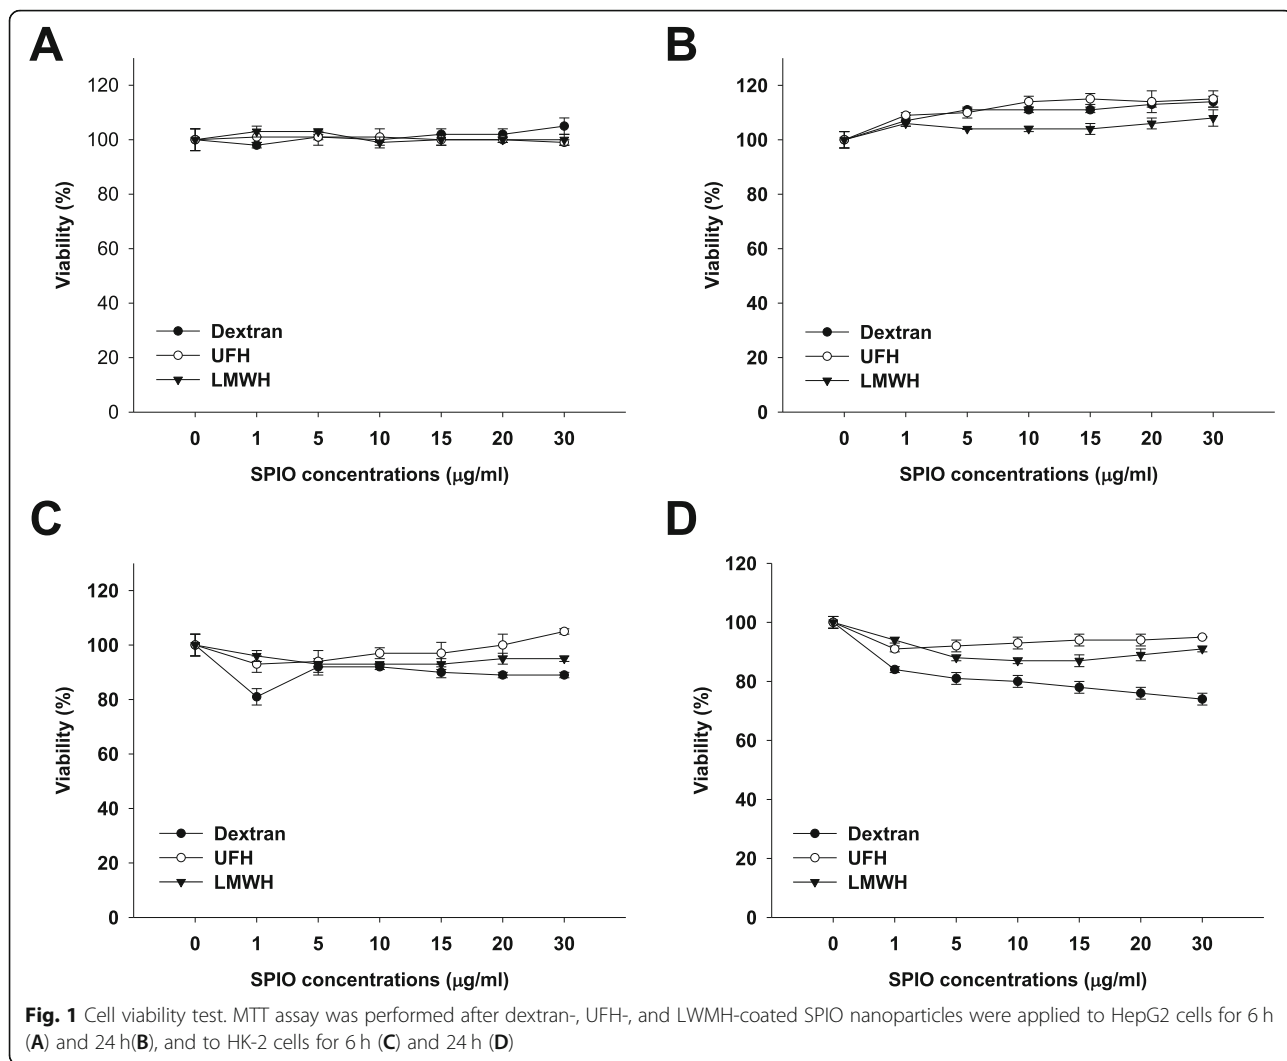 A
120
100
80
60
40
20
0
Viability (%)
Dextran
UFH
LMWH
0 1 5 10 15 20 30
SPIO concentrations (μg/ml)
B
120
100
80
60
40
20
0
Viability (%)
Dextran
UFH
LMWH
0 1 5 10 15 20 30
SPIO concentrations (μg/ml)
C
120
100
80
60
40
20
0
Viability (%)
Dextran
UFH
LMWH
0 1 5 10 15 20 30
SPIO concentrations (μg/ml)
D
120
100
80
60
40
20
0
Viability (%)
Dextran
UFH
LMWH
0 1 5 10 15 20 30
SPIO concentrations (μg/ml)
Fig. 1 Cell viability test. MTT assay was performed after dextran-, UFH-, and LWMH-coated SPIO nanoparticles were applied to HepG2 cells for 6 h
(A) and 24 h(B), and to HK-2 cells for 6 h (C) and 24 h (D)